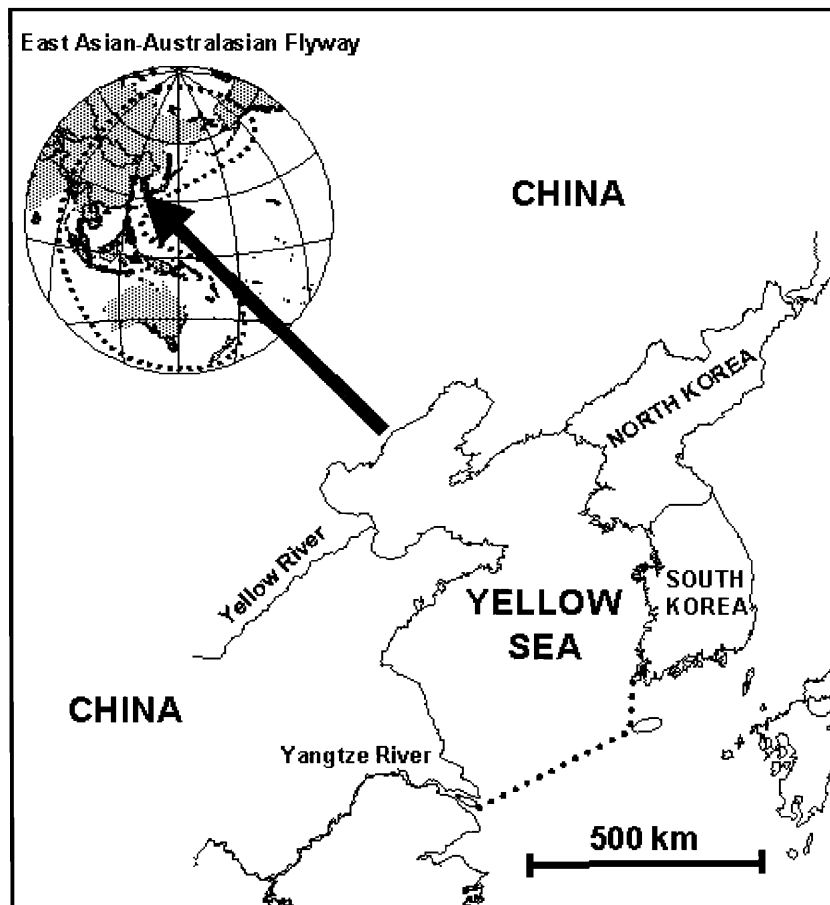 East Asian-Australasian Flyway
CHINA
NORTH KOREA
Yellow River
SOUTH
KOREA
YELLOW
SEA
CHINA
Yangtze River
500 km